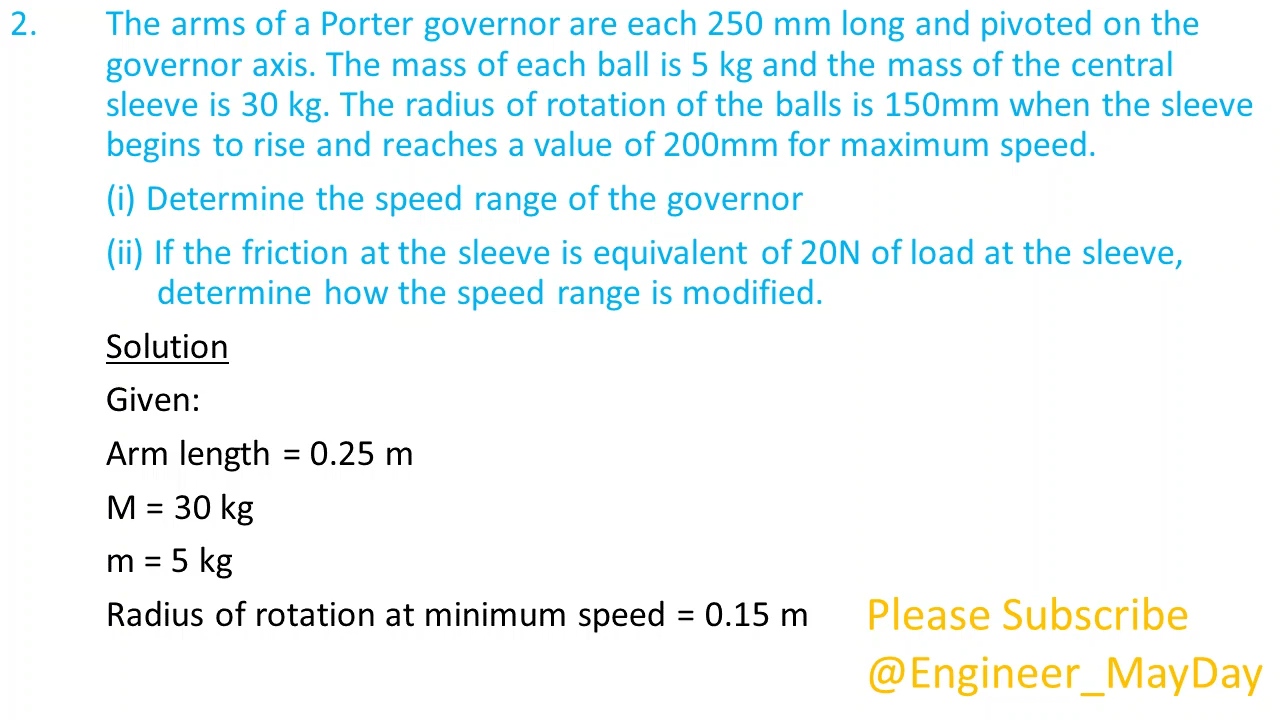 2. The arms of a Porter governor are each 250 mm long and pivoted on the
governor axis. The mass of each ball is 5 kg and the mass of the central
sleeve is 30 kg. The radius of rotation of the balls is 150mm when the sleeve
begins to rise and reaches a value of 200mm for maximum speed.
(i) Determine the speed range of the governor
(ii) If the friction at the sleeve is equivalent of 20N of load at the sleeve,
determine how the speed range is modified.
Solution
Given:
Arm length = 0.25 m
M = 30 kg
m = 5 kg
Radius of rotation at minimum speed = 0.15 m
Please Subscribe
@Engineer_MayDay